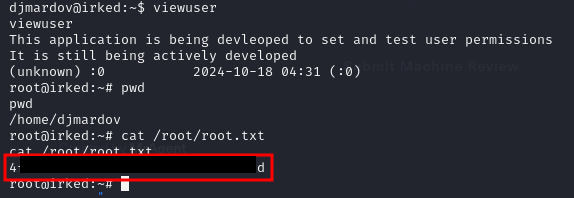 djmardov@irked:~$ viewuser
viewuser
This application is being devleoped to set and test user permissions
It is still being actively developed
(unknown) :0           2024-10-18 04:31 (:0)
root@irked:~# pwd
pwd
/home/djmardov
root@irked:~# cat /root/root.txt
cat /root/root.txt
4 d
root@irked:~#